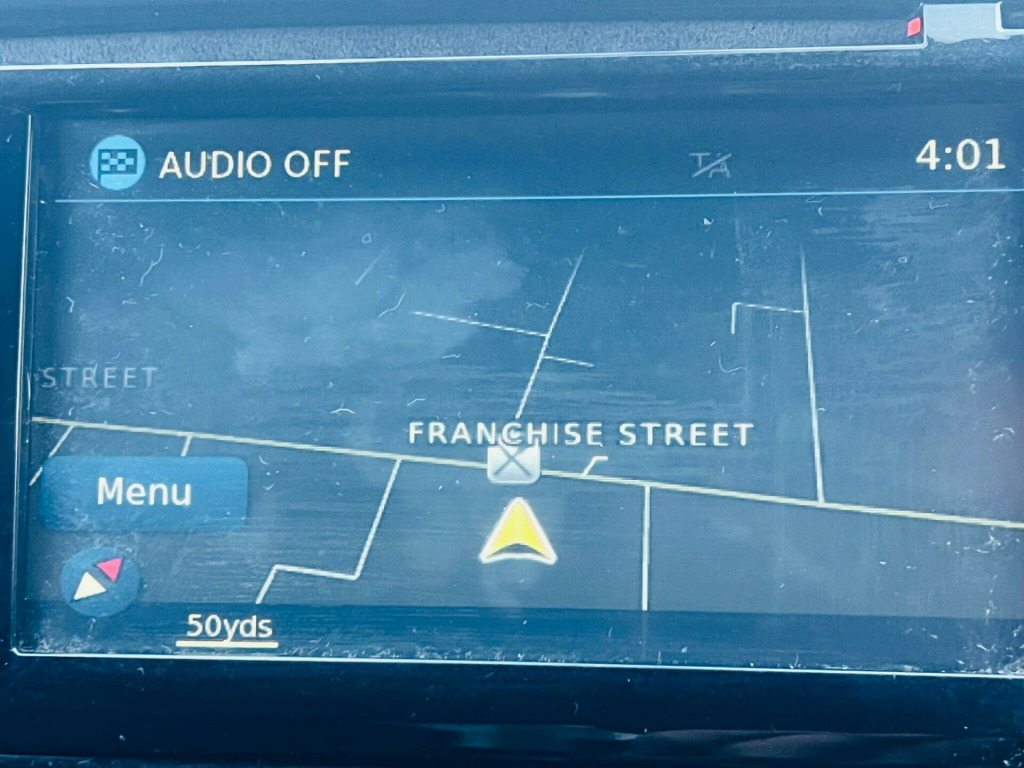 AUDIO OFF
TA
4:01
STREET
FRANCHISE STREET
Menu
50yds